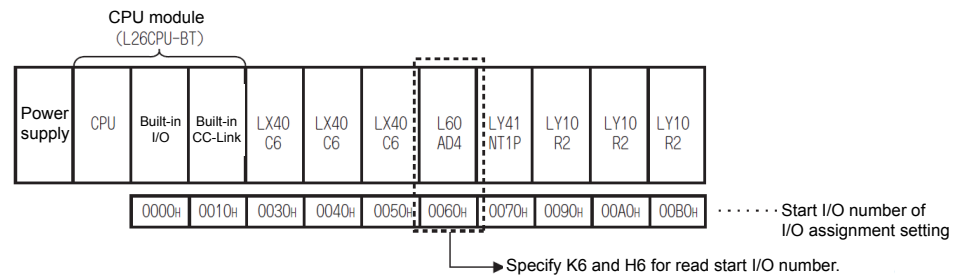 CPU module
(L26CPU-BT)
Power
supply
CPU
Built-in
I/O
Built-in
CC-Link
LX40
C6
LX40
C6
LX40
C6
L60
AD4
LY41
NT1P
LY10
R2
LY10
R2
LY10
R2
0000H 0010H 0030H 0040H 0050H 0060H 0070H 0090H 00A0H 00B0H
Start I/O number of
I/O assignment setting
Specify K6 and H6 for read start I/O number.